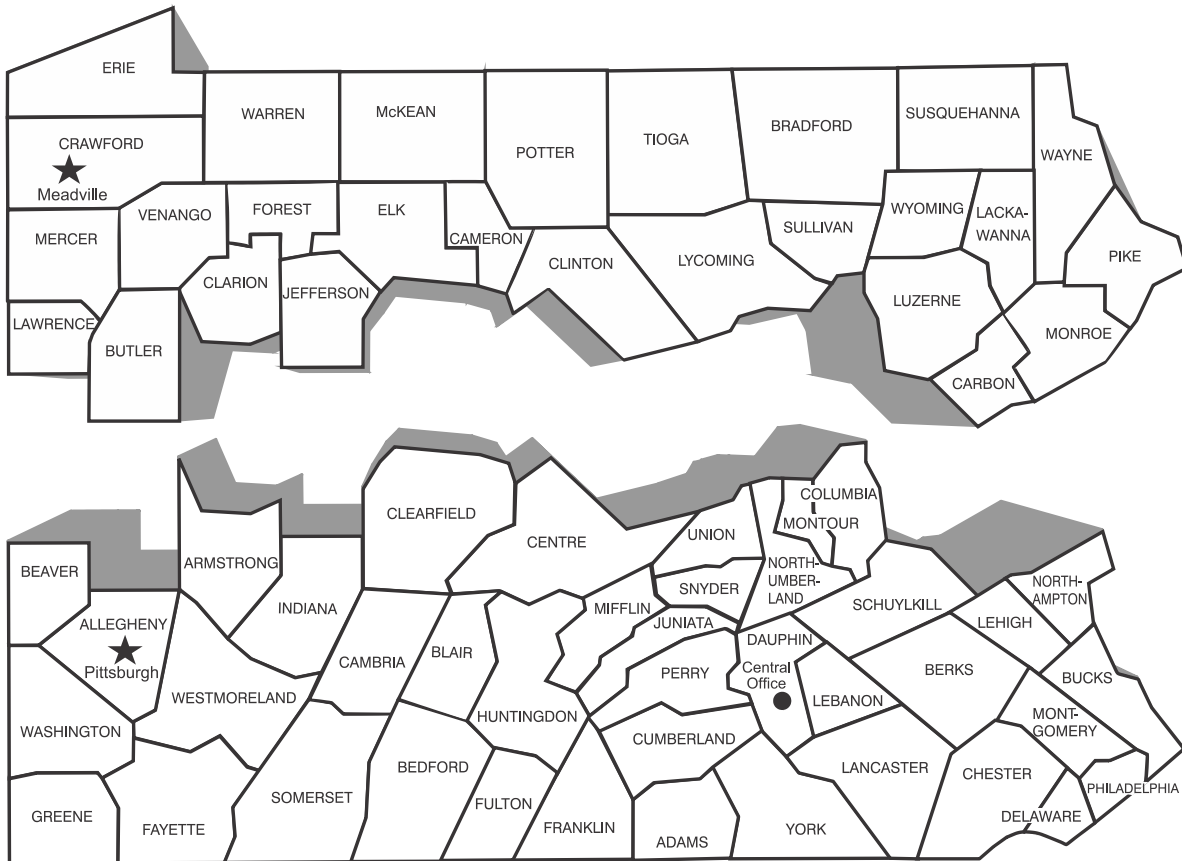 ERIE
CRAWFORD
Meadville
WARREN
McKEAN
POTTER
TIOGA
BRADFORD
SUSQUEHANNA
WAYNE
MERCER
VENANGO
FOREST
ELK
CAMERON
CLINTON
LYCOMING
SULLIVAN
WYOMING
LACKA-
WANNA
PIKE
LAWRENCE
BUTLER
CLARION
JEFFERSON
LUZERNE
MONROE
CARBON
BEAVER
ARMSTRONG
CLEARFIELD
CENTRE
UNION
MONTOUR
COLUMBIA
ALLEGHENY
Pittsburgh
INDIANA
CAMBRIA
BLAIR
MIFFLIN
SNYDER
JUNIATA
NORTH-
UMBER-
LAND
SCHUYLKILL
LEHIGH
NORTH-
AMPTON
WASHINGTON
WESTMORELAND
HUNTINGDON
PERRY
DAUPHIN
Central
Office
LEBANON
BERKS
BUCKS
MONT-
GOMERY
GREENE
FAYETTE
SOMERSET
BEDFORD
FULTON
FRANKLIN
CUMBERLAND
ADAMS
YORK
LANCASTER
CHESTER
DELAWARE
PHILADELPHIA